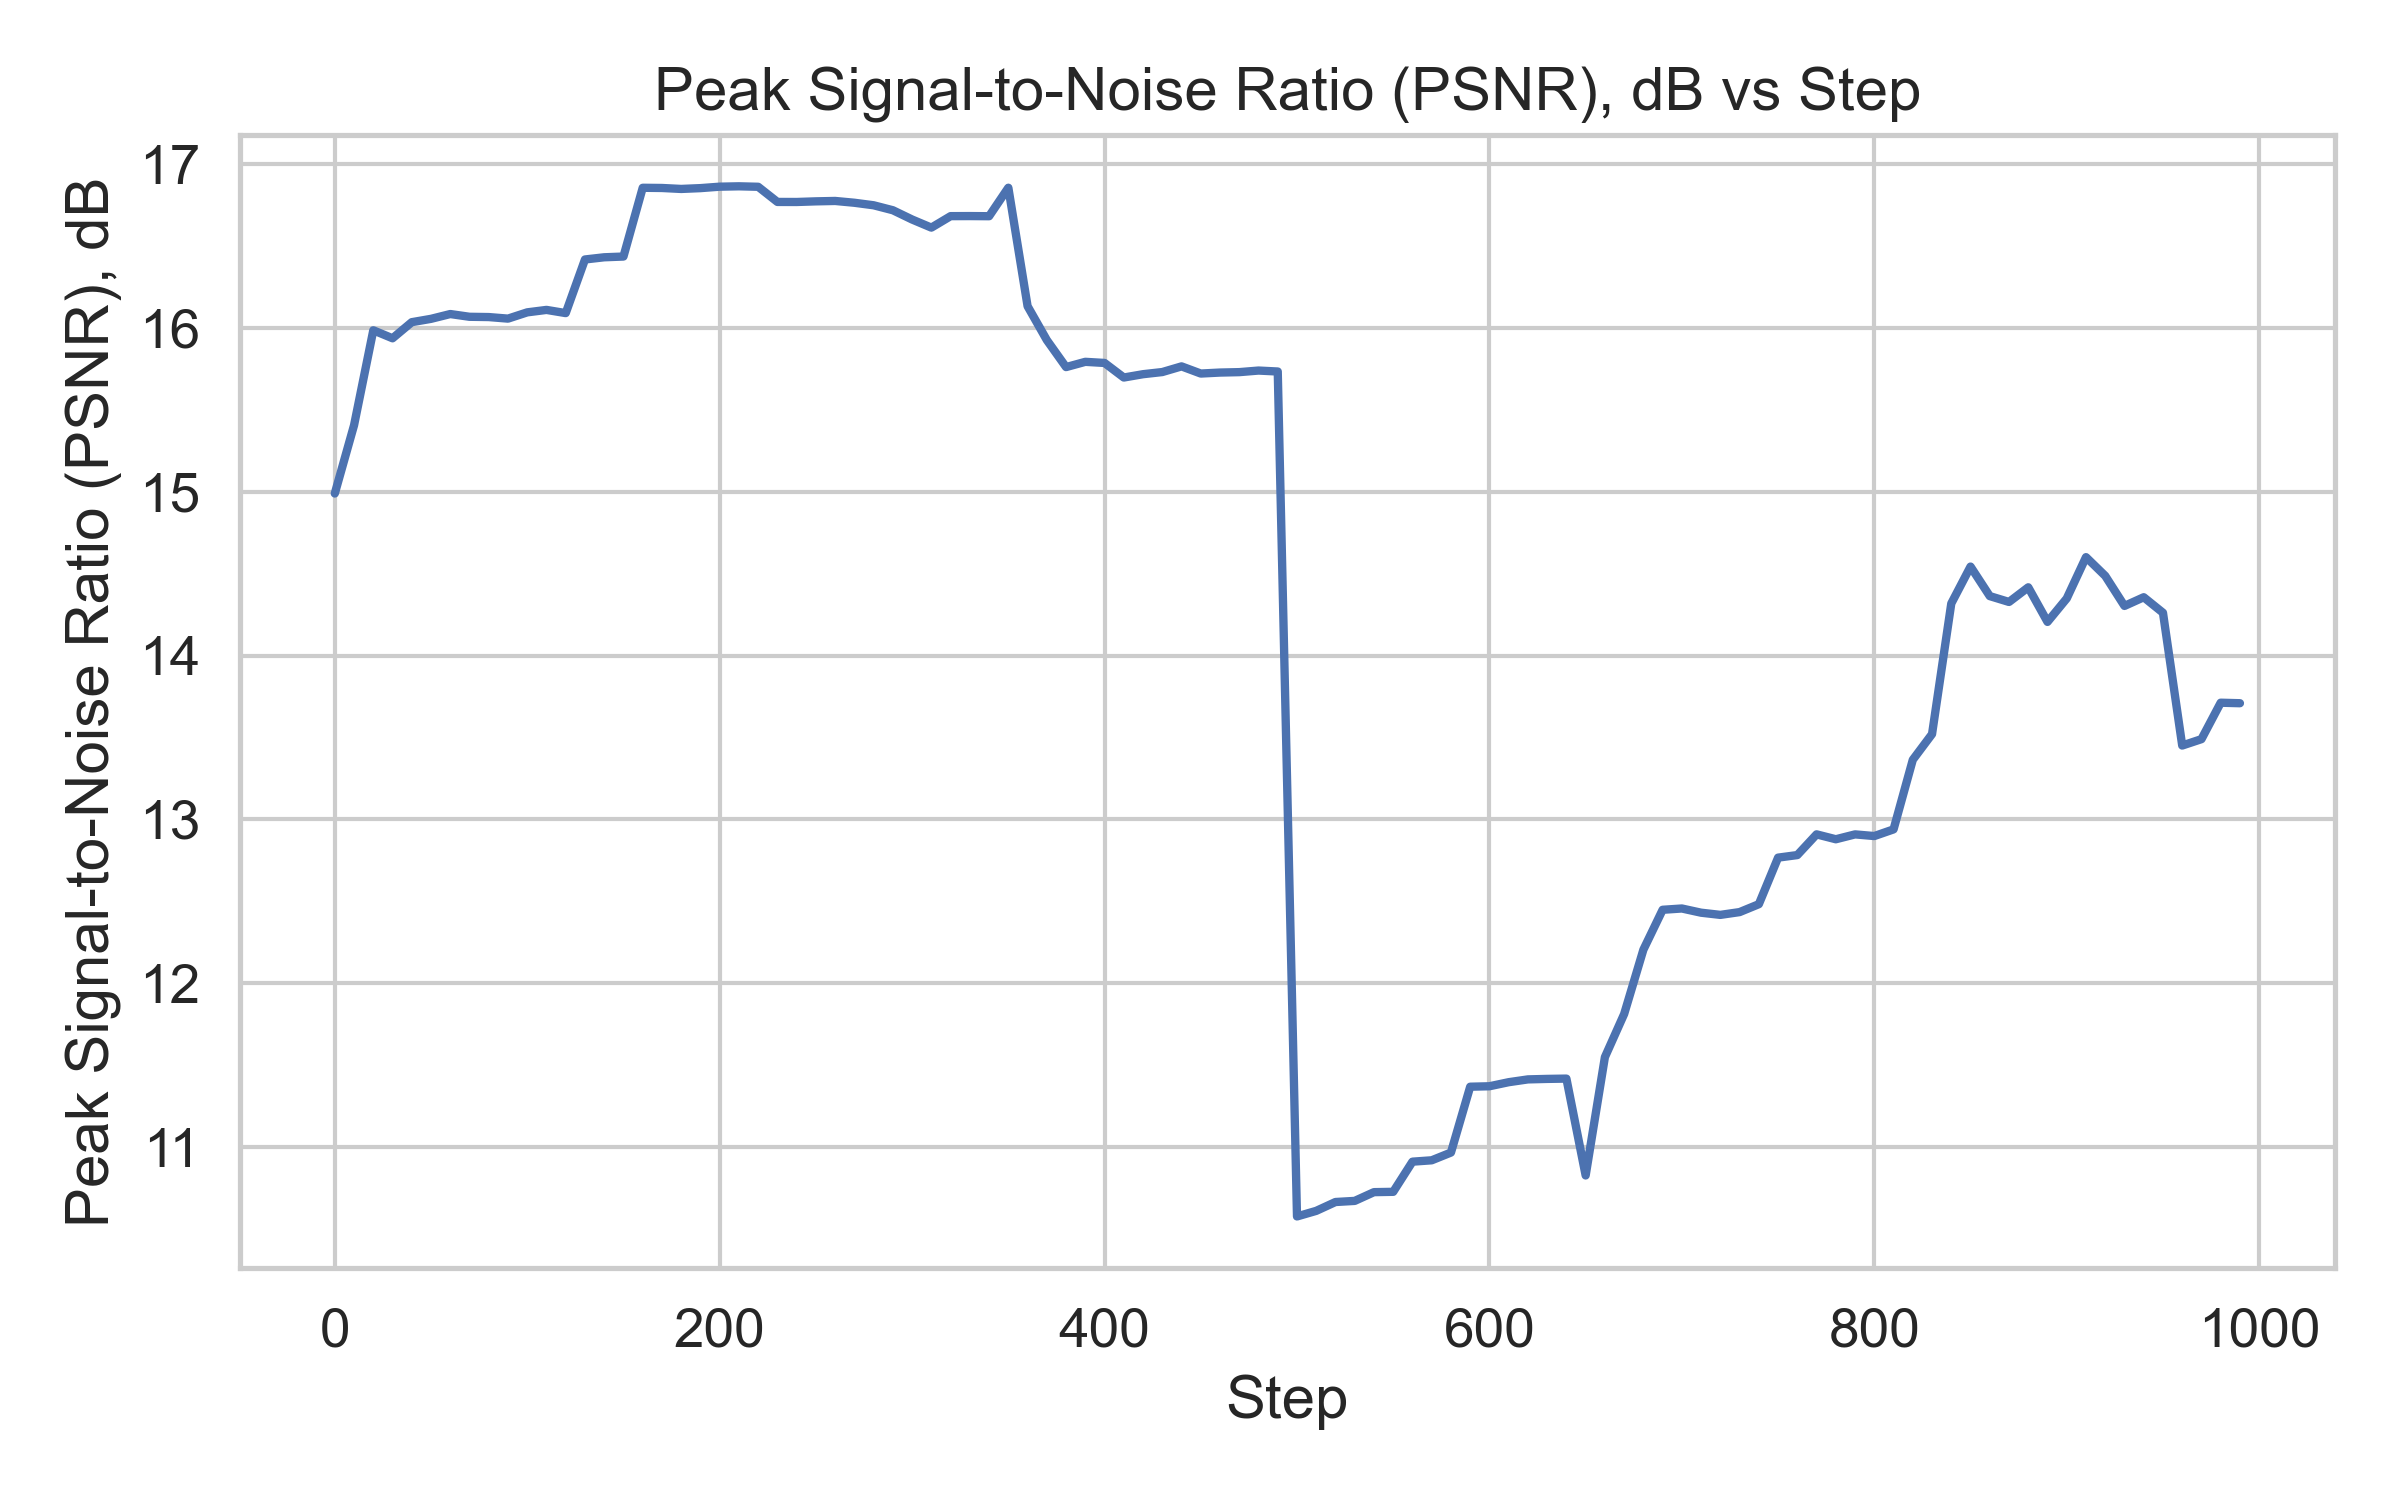 Peak Signal-to-Noise Ratio (PSNR), dB vs Step
Peak Signal-to-Noise Ratio (PSNR), dB
17
16
15
14
13
12
11
0 200 400 600 800 1000
Step